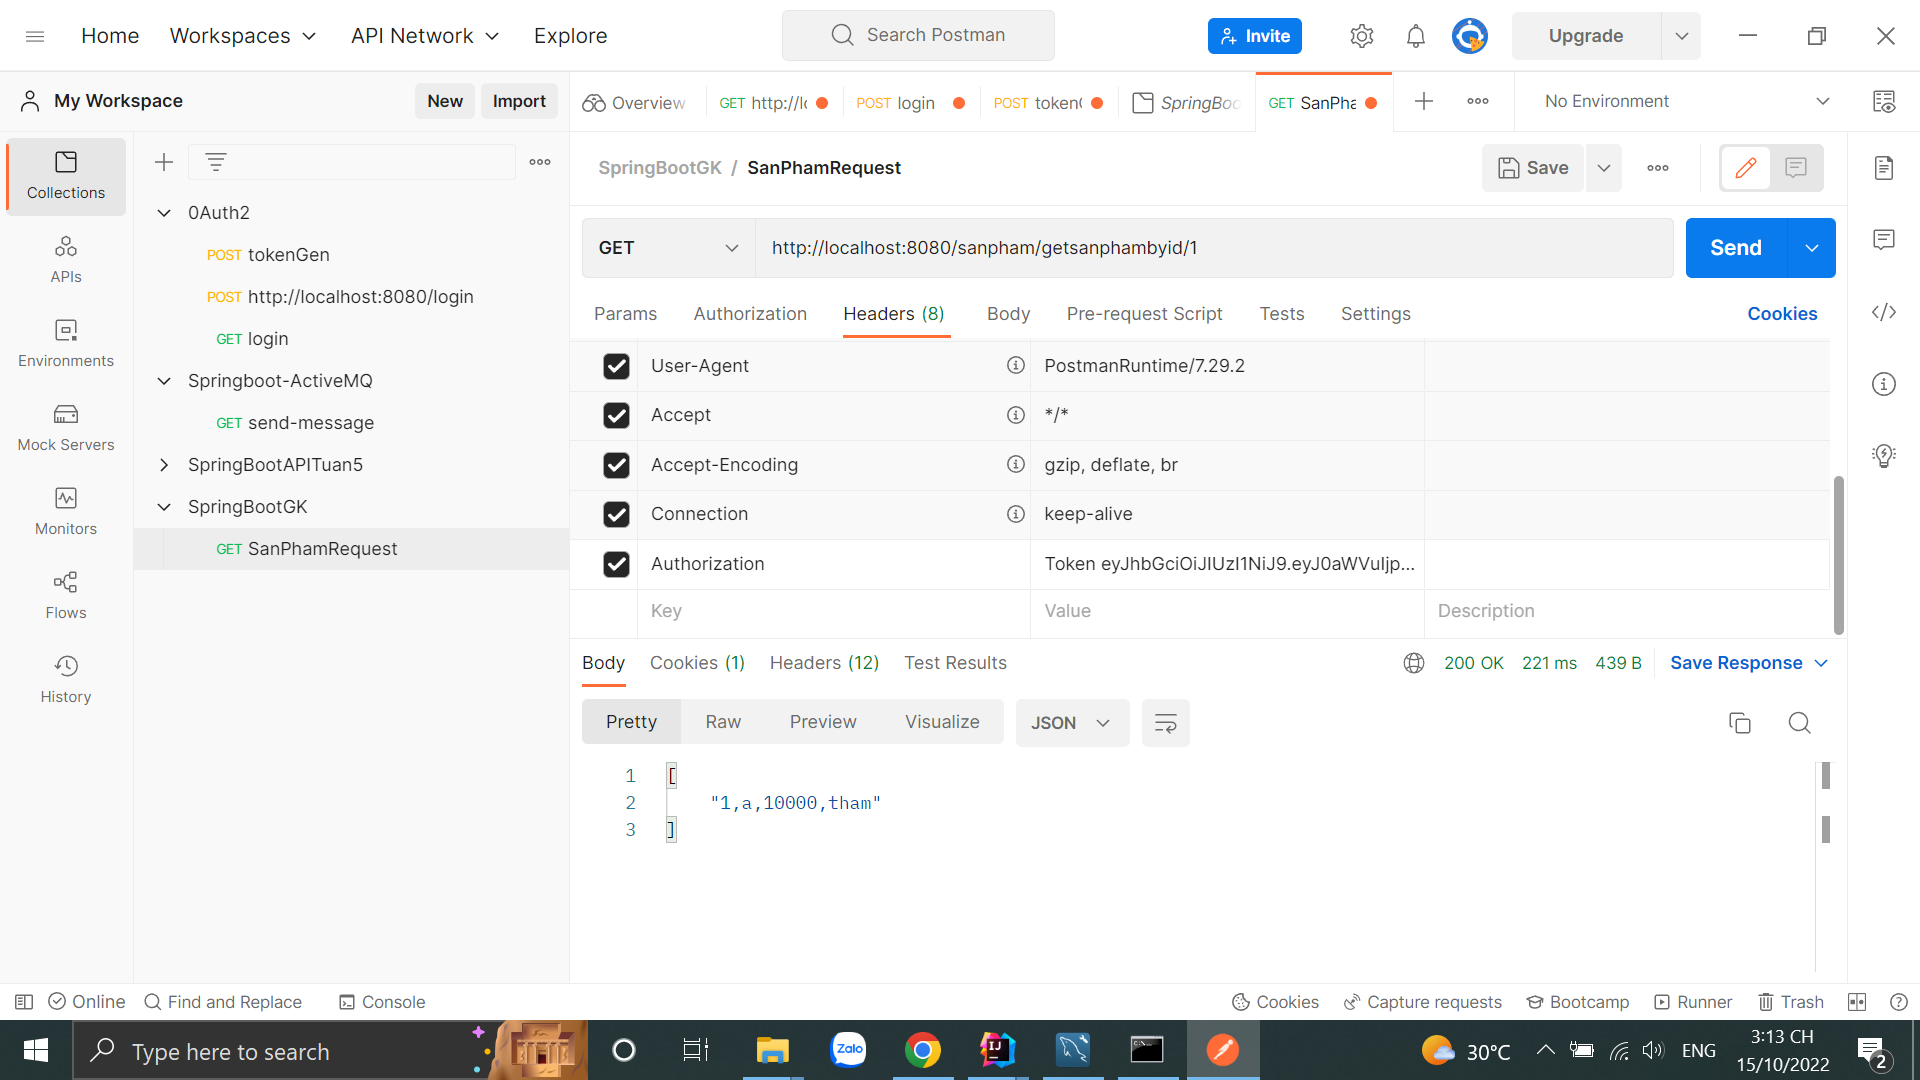 Home Workspaces API Network Explore Search Postman Invite Upgrade
My Workspace New Import
Overview GET http://lc POST login POST tokenG SpringBoo GET SanPha No Environment
Collections
APIs
Environments
Mock Servers
Monitors
Flows
History
0Auth2
POST tokenGen
POST http://localhost:8080/login
GET login
Springboot-ActiveMQ
GET send-message
SpringBootAPITuan5
SpringBootGK
GET SanPhamRequest
SpringBootGK / SanPhamRequest Save
GET http://localhost:8080/sanpham/getsanphambyid/1 Send
Params Authorization Headers (8) Body Pre-request Script Tests Settings Cookies
User-Agent PostmanRuntime/7.29.2
Accept */*
Accept-Encoding gzip, deflate, br
Connection keep-alive
Authorization Token eyJhbGciOiJIUzI1NiJ9.eyJ0aWVuIjp...
Key Value Description
Body Cookies (1) Headers (12) Test Results 200 OK 221 ms 439 B Save Response
Pretty Raw Preview Visualize JSON
1 [
2 "1,a,10000,tham"
3 ]
Online Find and Replace Console Cookies Capture requests Bootcamp Runner Trash
Type here to search Zalo IJ 30°C ENG 3:13 CH
15/10/2022 2